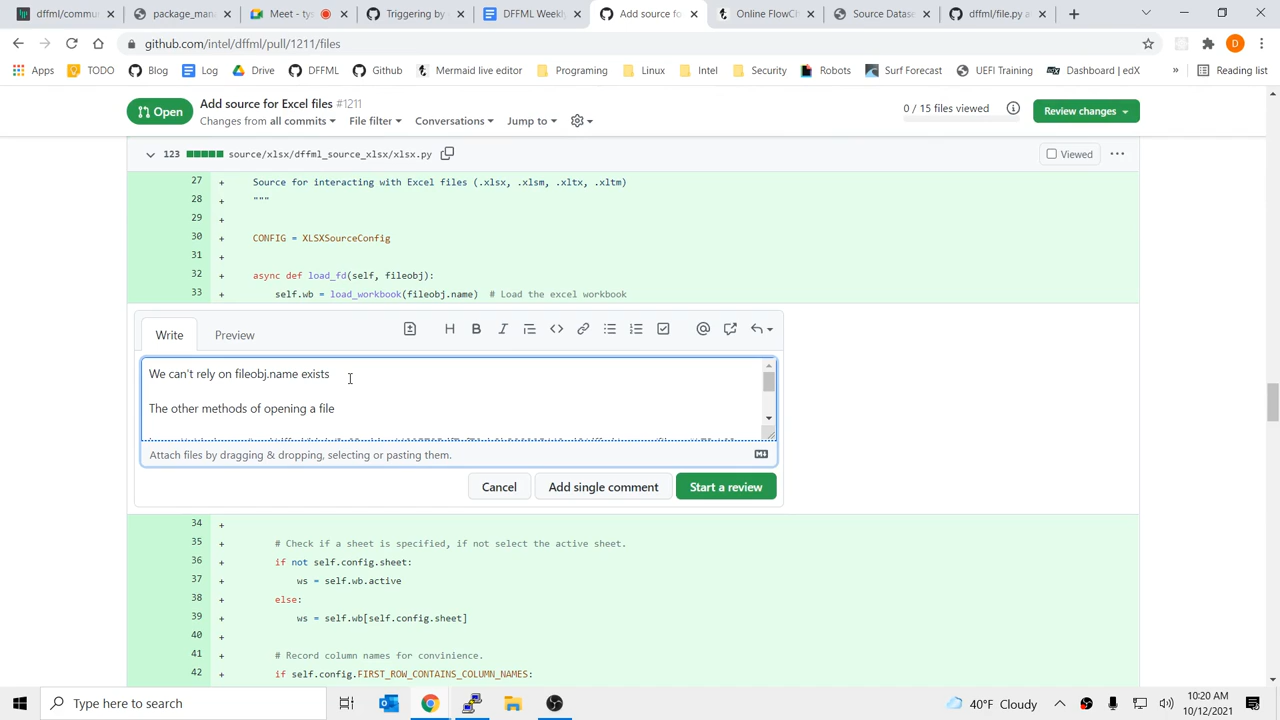 dffml/commun
package_man
Meet - tys
Triggering by
DFFML Weekly
Add source for
Online FlowCh
Source Datas
dffml/file.py a
github.com/intel/dffml/pull/1211/files
Apps TODO Blog Log Drive DFFML Github Mermaid live editor Programing Linux Intel Security Robots Surf Forecast UEFI Training Dashboard | edX » Reading list
Open
Add source for Excel files #1211
Changes from all commits File filter Conversations Jump to
0 / 15 files viewed
Review changes
123 source/xlsx/dffml_source_xlsx/xlsx.py
Viewed
27 + Source for interacting with Excel files (.xlsx, .xlsm, .xltx, .xltm)
28 + """
29 +
30 + CONFIG = XLSXSourceConfig
31 +
32 + async def load_fd(self, fileobj):
33 + self.wb = load_workbook(fileobj.name) # Load the excel workbook
Write Preview
We can't rely on fileobj.name exists
The other methods of opening a file
Attach files by dragging & dropping, selecting or pasting them.
Cancel Add single comment Start a review
34 +
35 + # Check if a sheet is specified, if not select the active sheet.
36 + if not self.config.sheet:
37 + ws = self.wb.active
38 + else:
39 + ws = self.wb[self.config.sheet]
40 +
41 + # Record column names for convinience.
42 + if self.config.FIRST_ROW_CONTAINS_COLUMN_NAMES:
Type here to search
40°F Cloudy
10:20 AM
10/12/2021